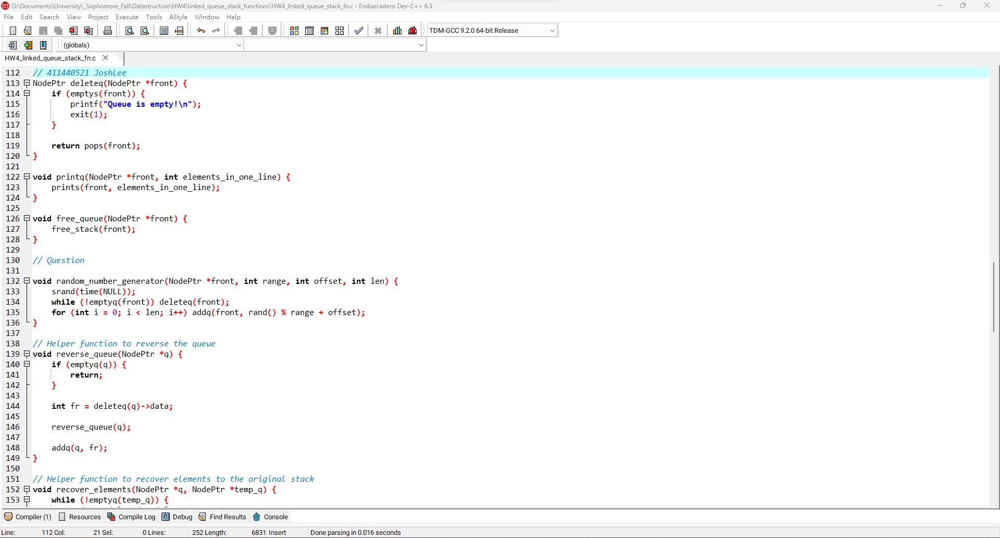 D:\Documents\University\_Sophomore_Fall\Datastructure\HW4\linked_queue_stack_functions\HW4_linked_queue_stack_fn.c - Embarcadero Dev-C++ 6.3
File Edit Search View Project Execute Tools AStyle Window Help
TDM-GCC 9.2.0 64-bit Release
(globals)
HW4_linked_queue_stack_fn.c
112 // 411440521 JoshLee
113 NodePtr deleteq(NodePtr *front) {
114 if (emptys(front)) {
115 printf("Queue is empty!\n");
116 exit(1);
117 }
118
119 return pops(front);
120 }
121
122 void printq(NodePtr *front, int elements_in_one_line) {
123 prints(front, elements_in_one_line);
124 }
125
126 void free_queue(NodePtr *front) {
127 free_stack(front);
128 }
129
130 // Question
131
132 void random_number_generator(NodePtr *front, int range, int offset, int len) {
133 srand(time(NULL));
134 while (!emptyq(front)) deleteq(front);
135 for (int i = 0; i < len; i++) addq(front, rand() % range + offset);
136 }
137
138 // Helper function to reverse the queue
139 void reverse_queue(NodePtr *q) {
140 if (emptyq(q)) {
141 return;
142 }
143
144 int fr = deleteq(q)->data;
145
146 reverse_queue(q);
147
148 addq(q, fr);
149 }
150
151 // Helper function to recover elements to the original stack
152 void recover_elements(NodePtr *q, NodePtr *temp_q) {
153 while (!emptyq(temp_q)) {
Compiler (1) Resources Compile Log Debug Find Results Console
Line: 112 Col: 21 Sel: 0 Lines: 252 Length: 6831 Insert Done parsing in 0.016 seconds